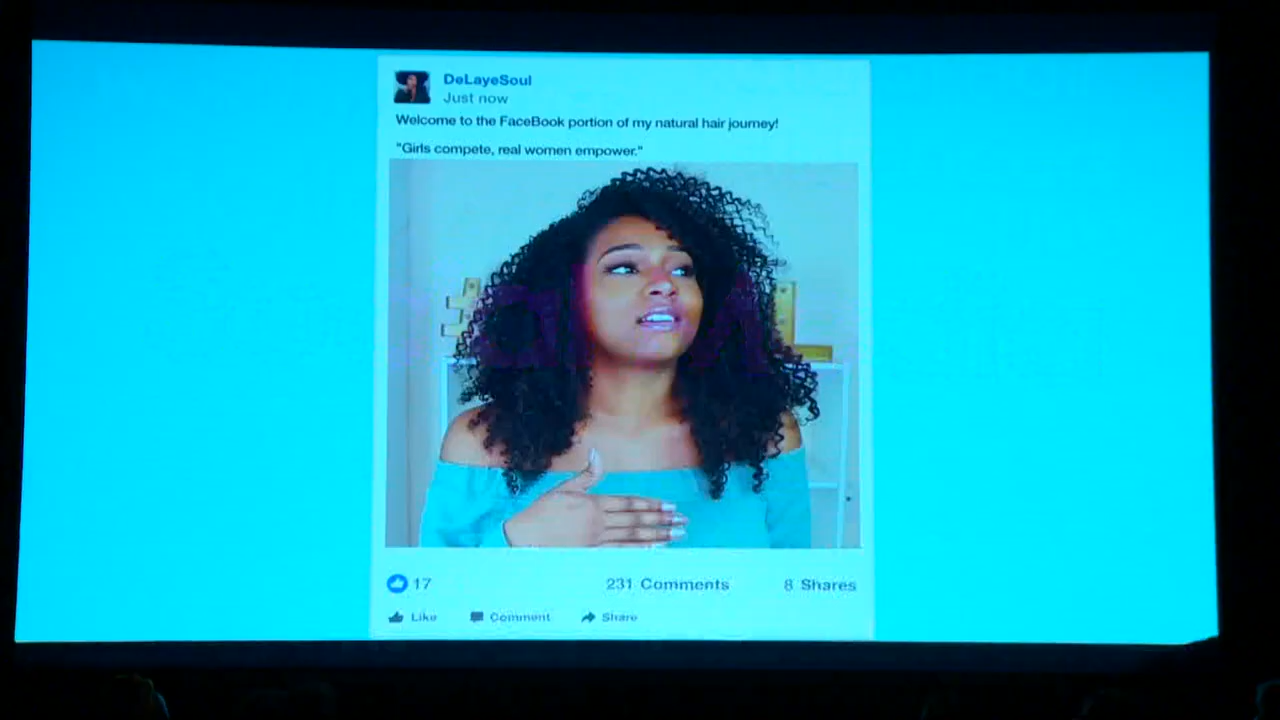 DeLayeSoul
Just now
Welcome to the FaceBook portion of my natural hair journey!
"Girls compete, real women empower."
17
231 Comments
8 Shares
Like
Comment
Share